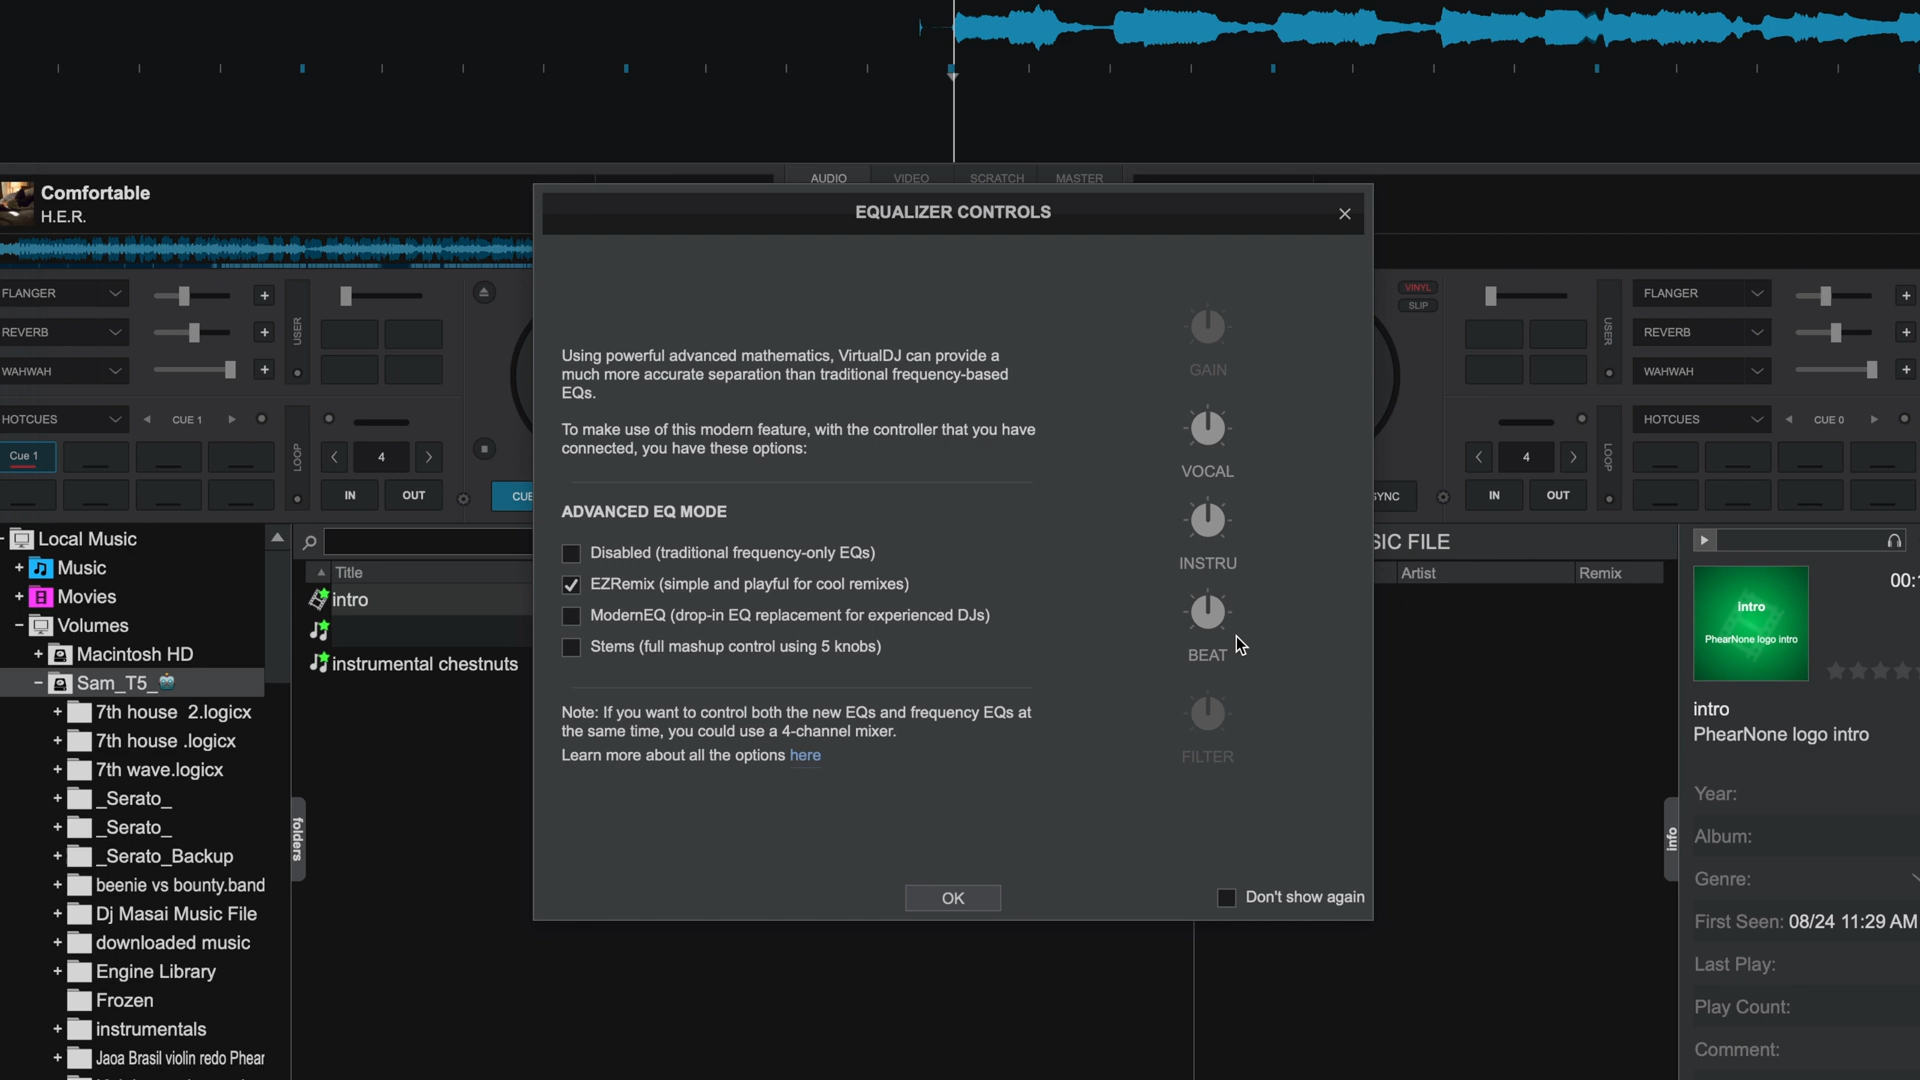 AUDIO
VIDEO
SCRATCH
MASTER
Comfortable
H.E.R.
EQUALIZER CONTROLS
FLANGER
REVERB
WAHWAH
USER
HOTCUES
CUE 1
LOOP
Cue 1
4
IN
OUT
CUE
Using powerful advanced mathematics, VirtualDJ can provide a
much more accurate separation than traditional frequency-based
EQs.
To make use of this modern feature, with the controller that you have
connected, you have these options:
ADVANCED EQ MODE
Disabled (traditional frequency-only EQs)
EZRemix (simple and playful for cool remixes)
ModernEQ (drop-in EQ replacement for experienced DJs)
Stems (full mashup control using 5 knobs)
Note: If you want to control both the new EQs and frequency EQs at
the same time, you could use a 4-channel mixer.
Learn more about all the options here
GAIN
VOCAL
INSTRU
BEAT
FILTER
OK
Don't show again
VINYL
SLIP
USER
FLANGER
REVERB
WAHWAH
HOTCUES
CUE 0
LOOP
4
SYNC
IN
OUT
Local Music
Music
Movies
Volumes
Macintosh HD
Sam_T5_
7th house 2.logicx
7th house .logicx
7th wave.logicx
_Serato_
_Serato_
_Serato_Backup
beenie vs bounty.band
Dj Masai Music File
downloaded music
Engine Library
Frozen
instrumentals
Jaoa Brasil violin redo Phear
folders
Title
intro
instrumental chestnuts
SIC FILE
Artist
Remix
info
intro
PhearNone logo intro
00:
intro
PhearNone logo intro
Year:
Album:
Genre:
First Seen: 08/24 11:29 AM
Last Play:
Play Count:
Comment: